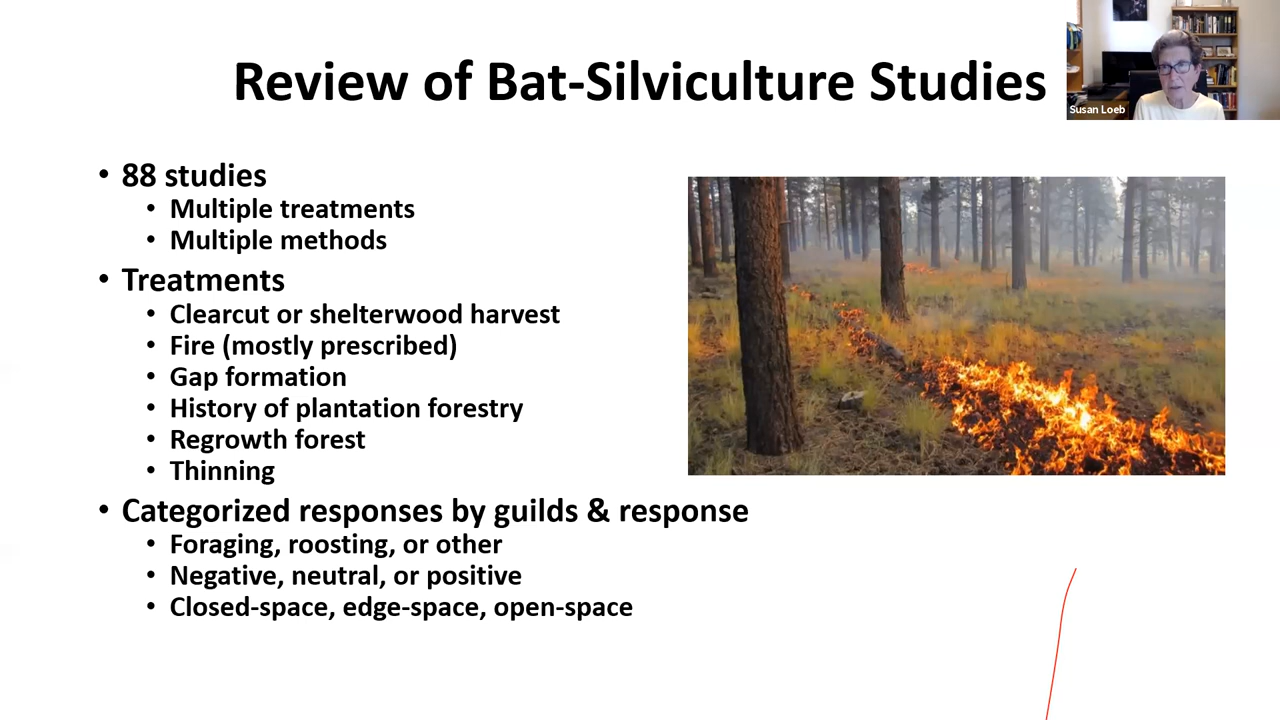 Review of Bat-Silviculture Studies
Susan Loeb
• 88 studies
• Multiple treatments
• Multiple methods
• Treatments
• Clearcut or shelterwood harvest
• Fire (mostly prescribed)
• Gap formation
• History of plantation forestry
• Regrowth forest
• Thinning
• Categorized responses by guilds & response
• Foraging, roosting, or other
• Negative, neutral, or positive
• Closed-space, edge-space, open-space